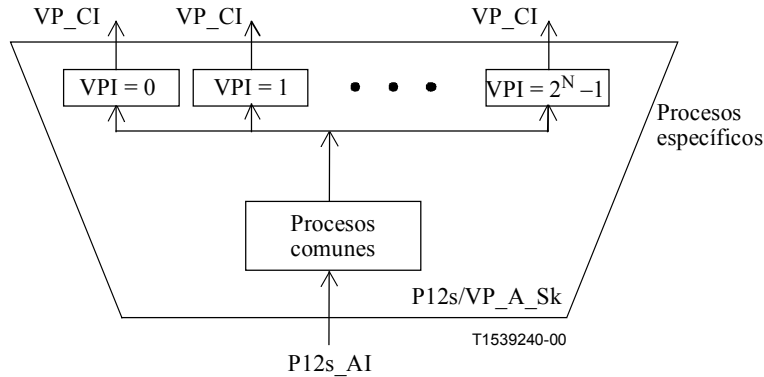 VP_CI VP_CI VP_CI
VPI = 0 VPI = 1 • • • VPI = 2^N –1
Procesos
específicos
Procesos
comunes
P12s/VP_A_Sk
T1539240-00
P12s_AI